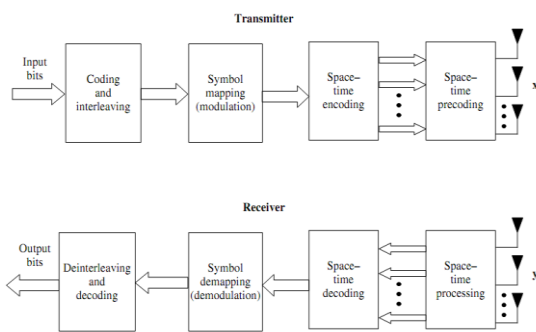 Transmitter
Input
bits
Coding
and
interleaving
Symbol
mapping
(modulation)
Space–
time
encoding
Space–
time
precoding
x
Receiver
Output
bits
Deinterleaving
and
decoding
Symbol
demapping
(demodulation)
Space–
time
decoding
Space–
time
processing
y